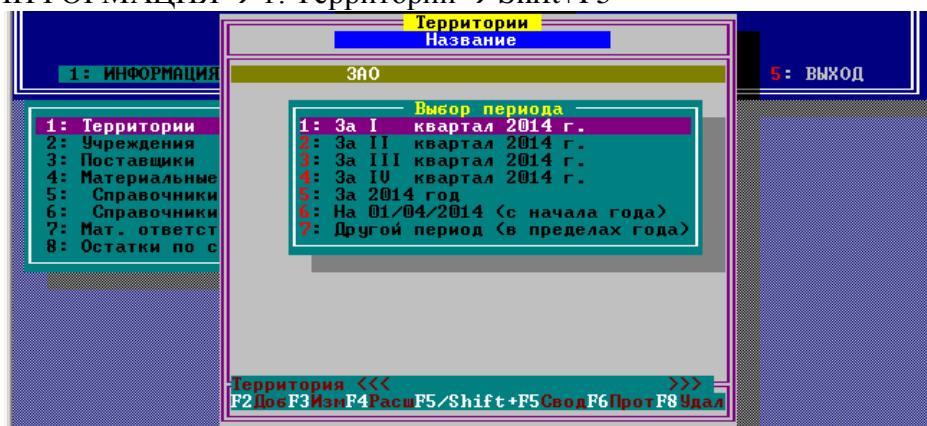 ИНФОРМАЦИЯ → 1: Территории → Shift+F5
Территории
Название
1: ИНФОРМАЦИЯ
ЗАО
5: ВЫХОД
Выбор периода
1: Территории
2: Учреждения
3: Поставщики
4: Материальные
5: Справочники
6: Справочники
7: Мат. ответст
8: Остатки по с
1: За I квартал 2014 г.
2: За II квартал 2014 г.
3: За III квартал 2014 г.
4: За IV квартал 2014 г.
5: За 2014 год
6: На 01/04/2014 (с начала года)
7: Другой период (в пределах года)
Территория <<< >>>
F2Доб F3Изм F4Расш F5/Shift+F5Свод F6Прот F8Удал